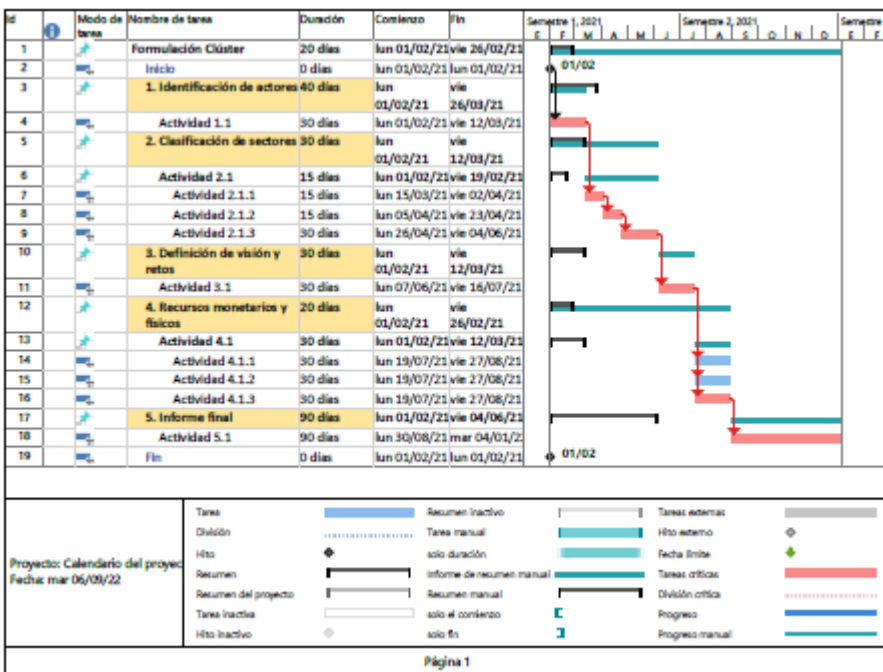 Id Modo de tarea Nombre de tarea Duración Comienzo Fin Semestre 1, 2021 Semestre 2, 2021 Semestre
E F M A M J J A S O N D E F
1 Formulación Clúster 20 días lun 01/02/21 vie 26/02/21
2 Inicio 0 días lun 01/02/21 lun 01/02/21 01/02
3 1. Identificación de actores 40 días lun 01/02/21 vie 26/03/21
4 Actividad 1.1 30 días lun 01/02/21 vie 12/03/21
5 2. Clasificación de sectores 30 días lun 01/02/21 vie 12/03/21
6 Actividad 2.1 15 días lun 01/02/21 vie 19/02/21
7 Actividad 2.1.1 15 días lun 15/03/21 vie 02/04/21
8 Actividad 2.1.2 15 días lun 05/04/21 vie 23/04/21
9 Actividad 2.1.3 30 días lun 26/04/21 vie 04/06/21
10 3. Definición de visión y retos 30 días lun 01/02/21 vie 12/03/21
11 Actividad 3.1 30 días lun 07/06/21 vie 16/07/21
12 4. Recursos monetarios y físicos 20 días lun 01/02/21 vie 26/02/21
13 Actividad 4.1 30 días lun 01/02/21 vie 12/03/21
14 Actividad 4.1.1 30 días lun 19/07/21 vie 27/08/21
15 Actividad 4.1.2 30 días lun 19/07/21 vie 27/08/21
16 Actividad 4.1.3 30 días lun 19/07/21 vie 27/08/21
17 5. Informe final 90 días lun 01/02/21 vie 04/06/21
18 Actividad 5.1 90 días lun 30/08/21 mar 04/01/2
19 Fin 0 días lun 01/02/21 lun 01/02/21 01/02
Proyecto: Calendario del proyec
Fecha: mar 06/09/22
Tarea Resumen inactivo Tareas externas
División Tarea manual Hito externo
Hito solo duración Fecha límite
Resumen Informe de resumen manual Tareas críticas
Resumen del proyecto Resumen manual División crítica
Tarea inactiva solo el comienzo Progreso
Hito inactivo solo fin Progreso manual
Página 1